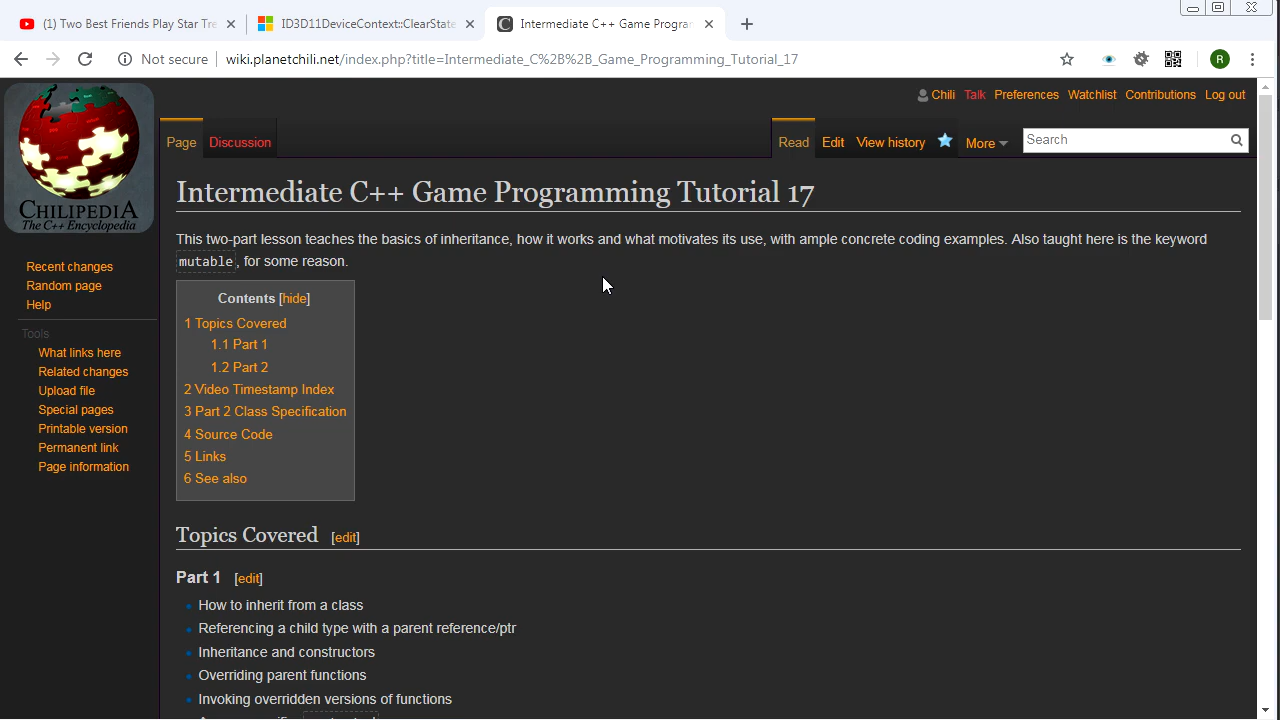 (1) Two Best Friends Play Star Tre
ID3D11DeviceContext::ClearState
Intermediate C++ Game Program
Not secure
wiki.planetchili.net/index.php?title=Intermediate_C%2B%2B_Game_Programming_Tutorial_17
R
Chili Talk Preferences Watchlist Contributions Log out
Page Discussion Read Edit View history More Search
CHILIPEDIA
The C++ Encyclopedia
Recent changes
Random page
Help
Tools
What links here
Related changes
Upload file
Special pages
Printable version
Permanent link
Page information
Intermediate C++ Game Programming Tutorial 17
This two-part lesson teaches the basics of inheritance, how it works and what motivates its use, with ample concrete coding examples. Also taught here is the keyword
mutable, for some reason.
Contents [hide]
1 Topics Covered
1.1 Part 1
1.2 Part 2
2 Video Timestamp Index
3 Part 2 Class Specification
4 Source Code
5 Links
6 See also
Topics Covered [edit]
Part 1 [edit]
How to inherit from a class
Referencing a child type with a parent reference/ptr
Inheritance and constructors
Overriding parent functions
Invoking overridden versions of functions